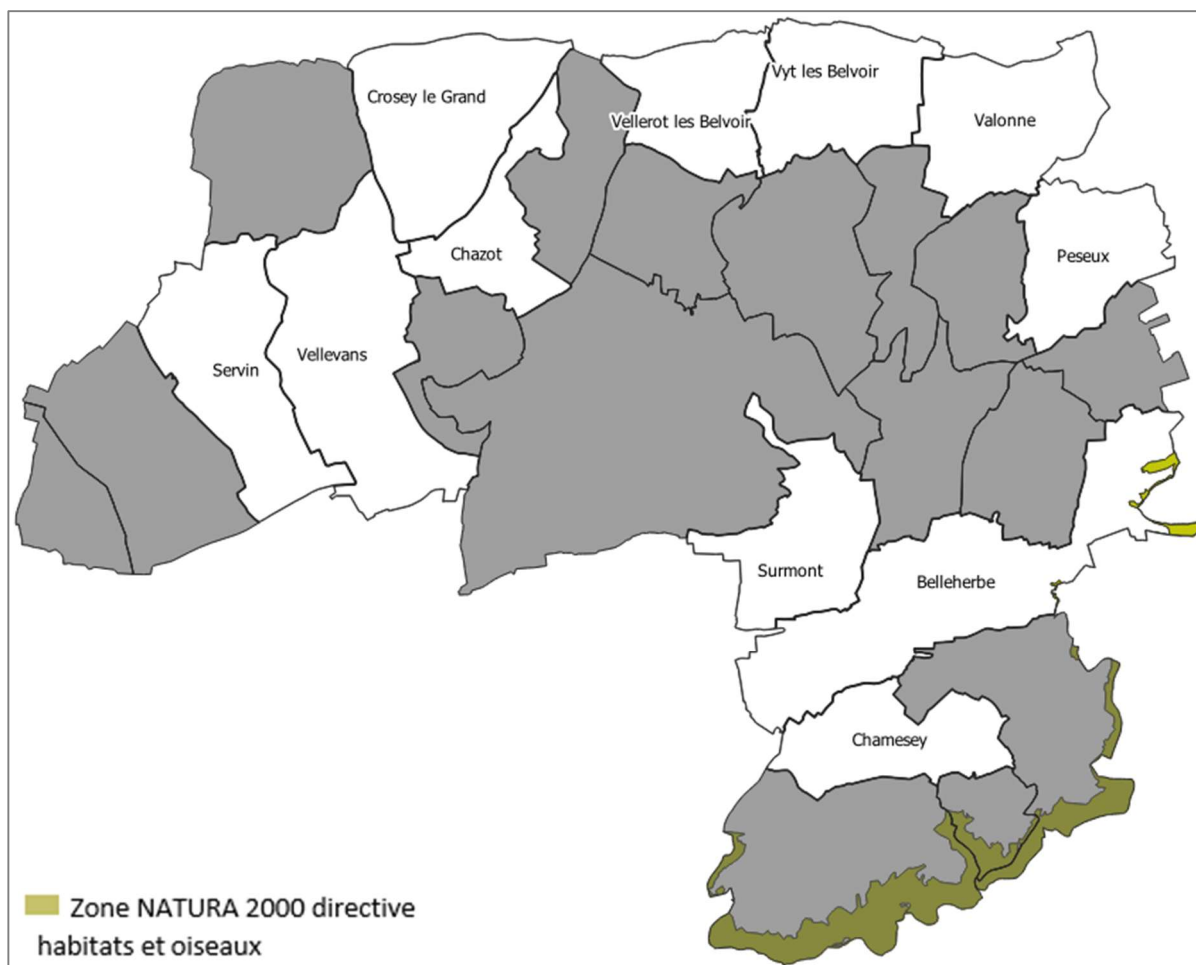 Vyt les Belvoir
Crosey le Grand
Vellerot les Belvoir
Valonne
Chazot
Peseux
Vellevans
Servin
Surmont
Belleherbe
Chamesey
Zone NATURA 2000 directive
habitats et oiseaux